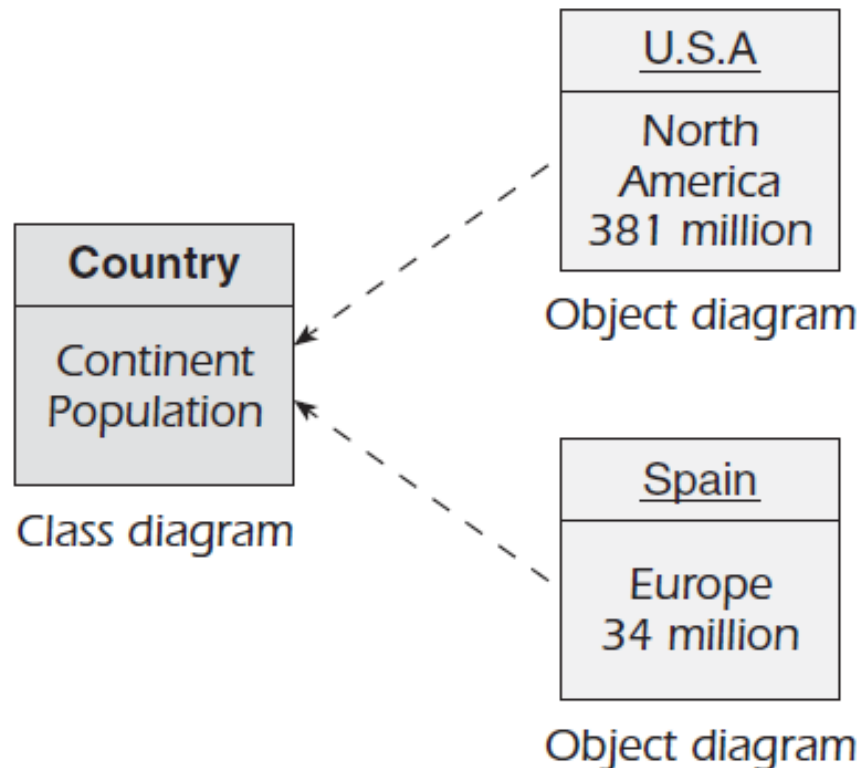 Country
Continent
Population
Class diagram
U.S.A
North
America
381 million
Object diagram
Spain
Europe
34 million
Object diagram